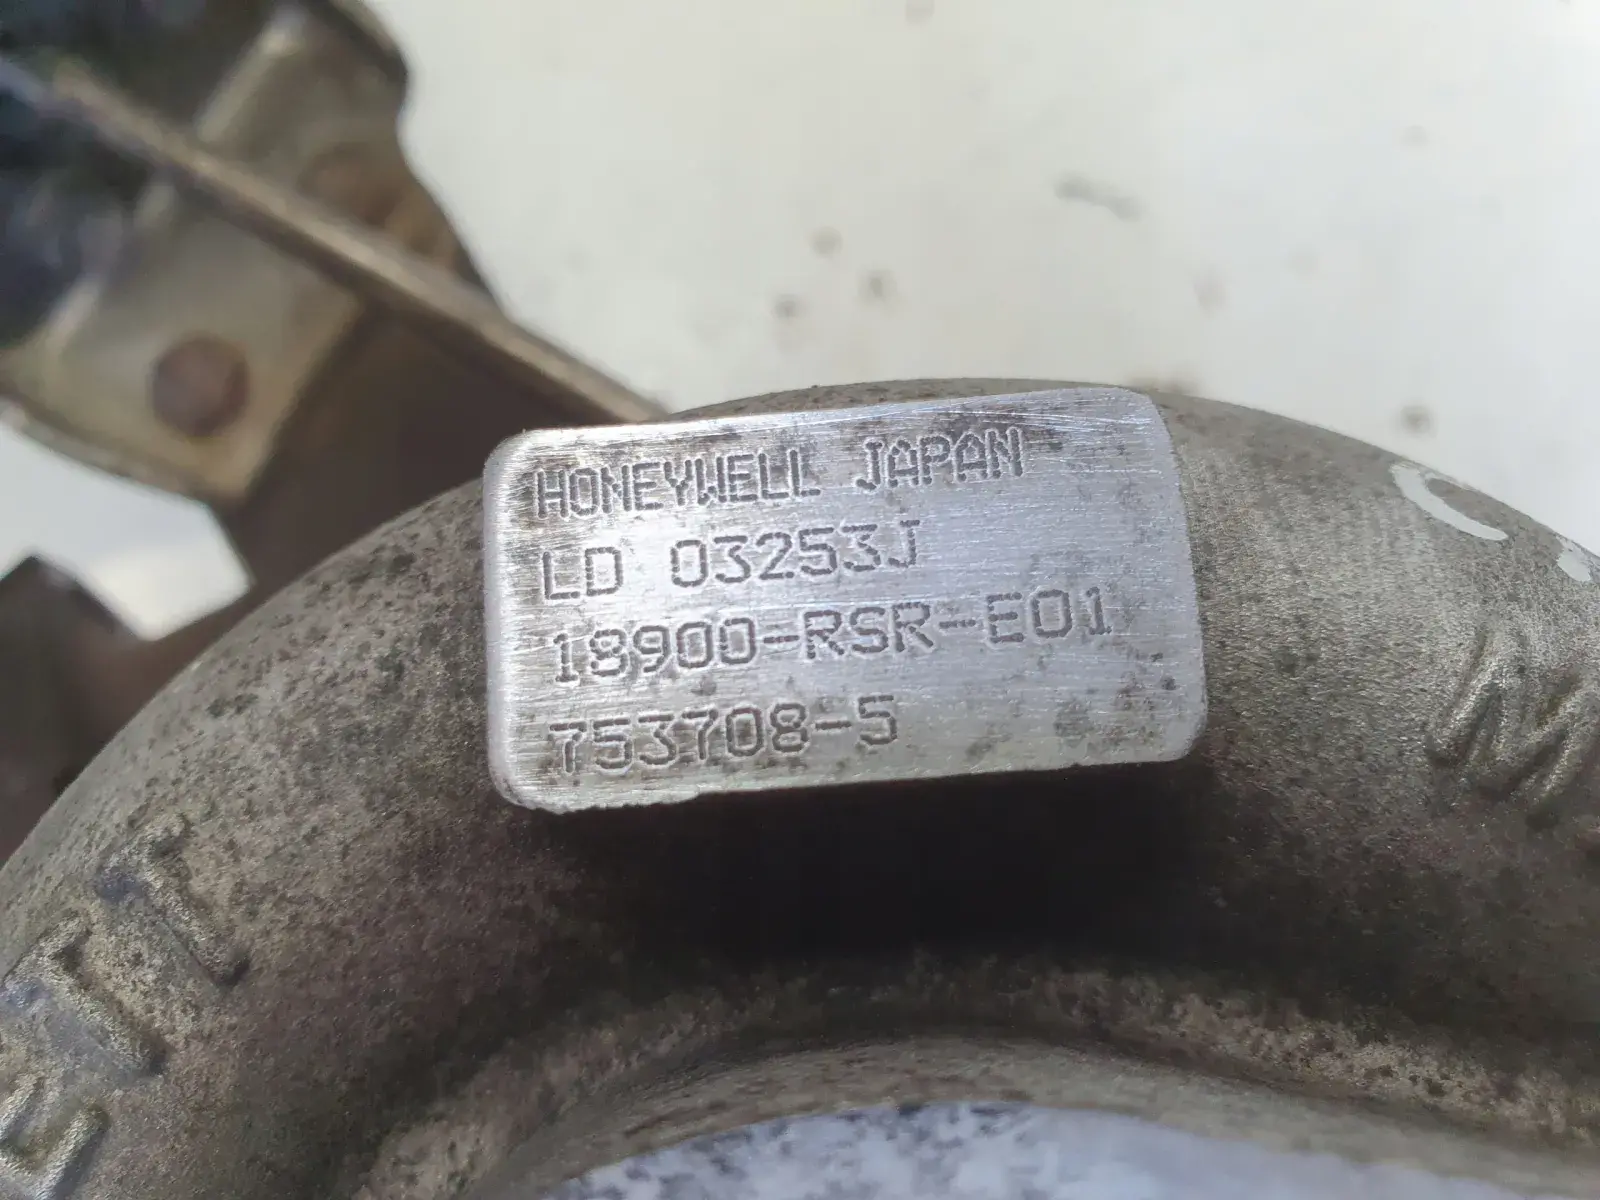 HONEYWELL JAPAN
LD 03253J
18900-RSR-E01
753708-5